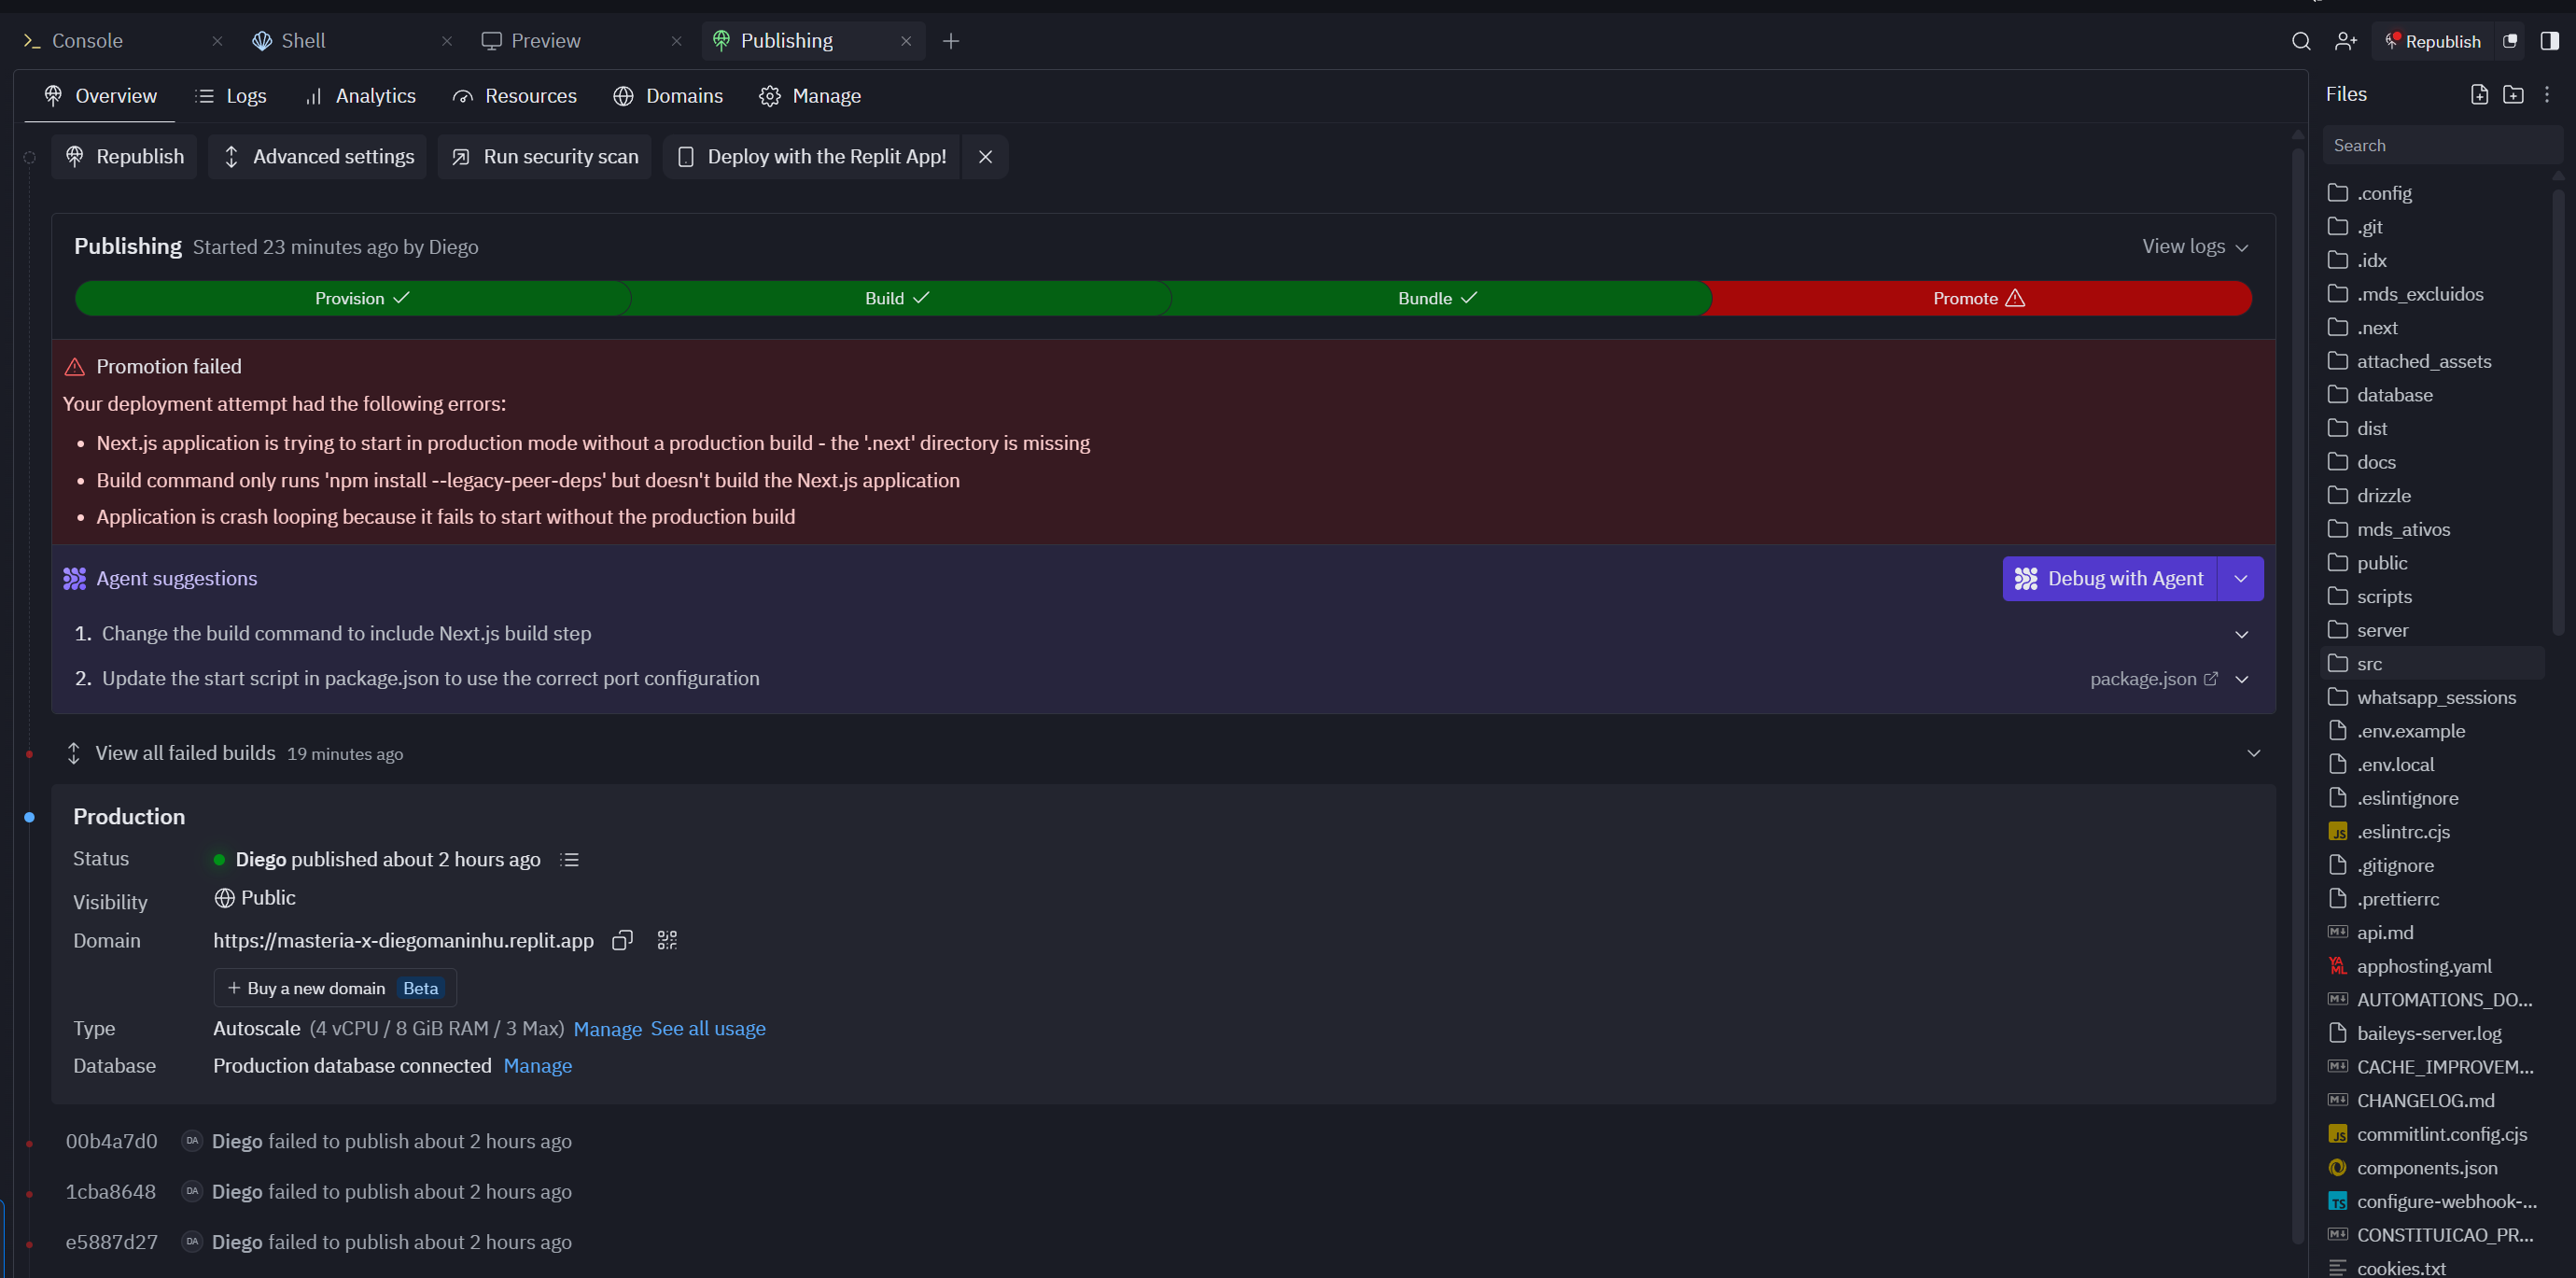 Console
Shell
Preview
Publishing
Republish
Overview
Logs
Analytics
Resources
Domains
Manage
Files
Republish
Advanced settings
Run security scan
Deploy with the Replit App!
Search
Publishing Started 23 minutes ago by Diego
View logs
Provision
Build
Bundle
Promote
Promotion failed
Your deployment attempt had the following errors:
• Next.js application is trying to start in production mode without a production build - the '.next' directory is missing
• Build command only runs 'npm install --legacy-peer-deps' but doesn't build the Next.js application
• Application is crash looping because it fails to start without the production build
Agent suggestions
Debug with Agent
1. Change the build command to include Next.js build step
2. Update the start script in package.json to use the correct port configuration
package.json
View all failed builds 19 minutes ago
Production
Status
Diego published about 2 hours ago
Visibility
Public
Domain
https://masteria-x-diegomaninhu.replit.app
+ Buy a new domain Beta
Type
Autoscale (4 vCPU / 8 GiB RAM / 3 Max) Manage See all usage
Database
Production database connected Manage
00b4a7d0 DA Diego failed to publish about 2 hours ago
1cba8648 DA Diego failed to publish about 2 hours ago
e5887d27 DA Diego failed to publish about 2 hours ago
.config
.git
.idx
.mds_excluidos
.next
attached_assets
database
dist
docs
drizzle
mds_ativos
public
scripts
server
src
whatsapp_sessions
.env.example
.env.local
.eslintignore
JS .eslintrc.cjs
.gitignore
.prettierrc
M↓ api.md
YAML apphosting.yaml
M↓ AUTOMATIONS_DO...
baileys-server.log
M↓ CACHE_IMPROVEM...
M↓ CHANGELOG.md
JS commitlint.config.cjs
components.json
TS configure-webhook-...
M↓ CONSTITUICAO_PR...
cookies.txt